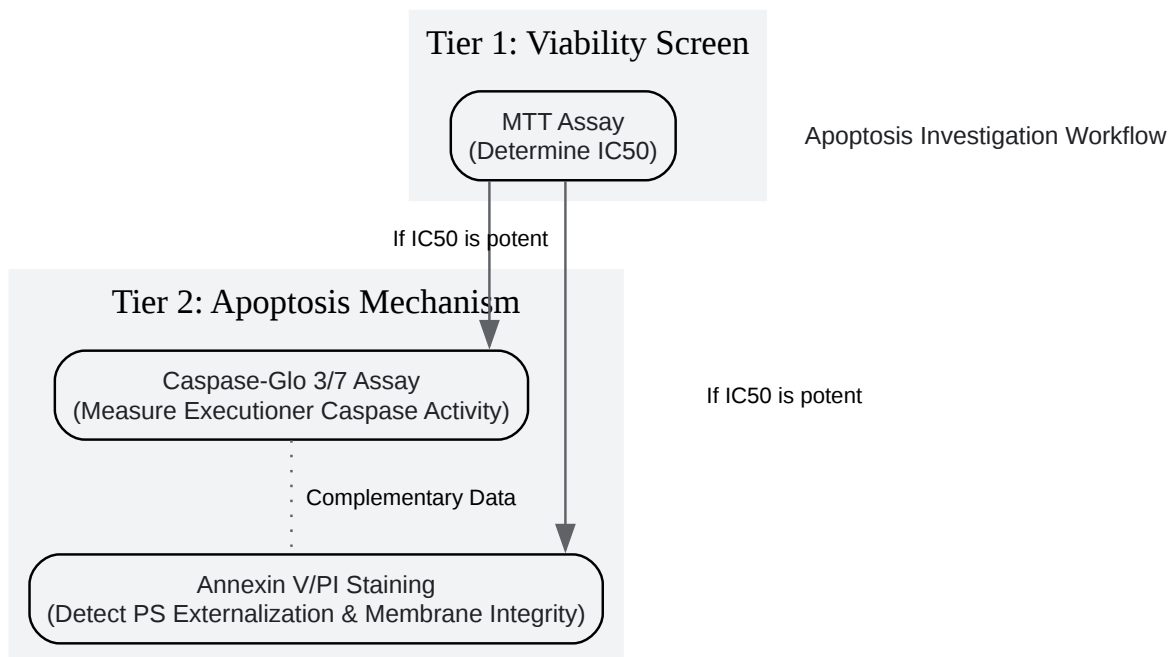 Tier 1: Viability Screen
MTT Assay
(Determine IC50)
Apoptosis Investigation Workflow
If IC50 is potent
Tier 2: Apoptosis Mechanism
Caspase-Glo 3/7 Assay
(Measure Executioner Caspase Activity)
If IC50 is potent
Complementary Data
Annexin V/PI Staining
(Detect PS Externalization & Membrane Integrity)